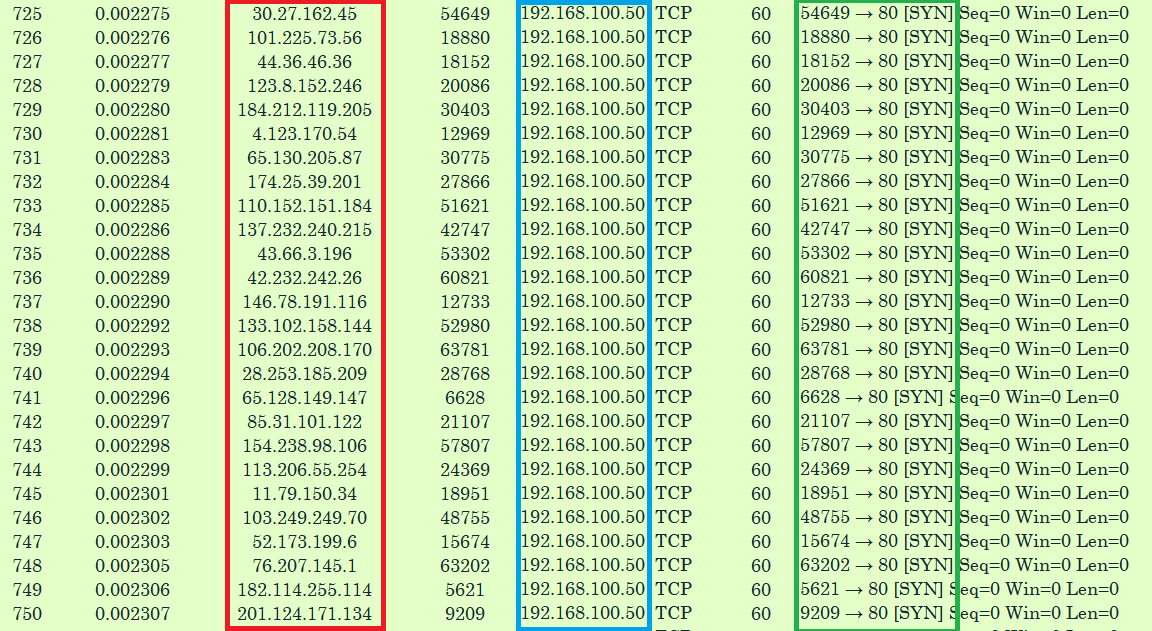 725 0.002275 30.27.162.45 54649 192.168.100.50 TCP 60 54649 → 80 [SYN] Seq=0 Win=0 Len=0
726 0.002276 101.225.73.56 18880 192.168.100.50 TCP 60 18880 → 80 [SYN] Seq=0 Win=0 Len=0
727 0.002277 44.36.46.36 18152 192.168.100.50 TCP 60 18152 → 80 [SYN] Seq=0 Win=0 Len=0
728 0.002279 123.8.152.246 20086 192.168.100.50 TCP 60 20086 → 80 [SYN] Seq=0 Win=0 Len=0
729 0.002280 184.212.119.205 30403 192.168.100.50 TCP 60 30403 → 80 [SYN] Seq=0 Win=0 Len=0
730 0.002281 4.123.170.54 12969 192.168.100.50 TCP 60 12969 → 80 [SYN] Seq=0 Win=0 Len=0
731 0.002283 65.130.205.87 30775 192.168.100.50 TCP 60 30775 → 80 [SYN] Seq=0 Win=0 Len=0
732 0.002284 174.25.39.201 27866 192.168.100.50 TCP 60 27866 → 80 [SYN] Seq=0 Win=0 Len=0
733 0.002285 110.152.151.184 51621 192.168.100.50 TCP 60 51621 → 80 [SYN] Seq=0 Win=0 Len=0
734 0.002286 137.232.240.215 42747 192.168.100.50 TCP 60 42747 → 80 [SYN] Seq=0 Win=0 Len=0
735 0.002288 43.66.3.196 53302 192.168.100.50 TCP 60 53302 → 80 [SYN] Seq=0 Win=0 Len=0
736 0.002289 42.232.242.26 60821 192.168.100.50 TCP 60 60821 → 80 [SYN] Seq=0 Win=0 Len=0
737 0.002290 146.78.191.116 12733 192.168.100.50 TCP 60 12733 → 80 [SYN] Seq=0 Win=0 Len=0
738 0.002292 133.102.158.144 52980 192.168.100.50 TCP 60 52980 → 80 [SYN] Seq=0 Win=0 Len=0
739 0.002293 106.202.208.170 63781 192.168.100.50 TCP 60 63781 → 80 [SYN] Seq=0 Win=0 Len=0
740 0.002294 28.253.185.209 28768 192.168.100.50 TCP 60 28768 → 80 [SYN] Seq=0 Win=0 Len=0
741 0.002296 65.128.149.147 6628 192.168.100.50 TCP 60 6628 → 80 [SYN] Seq=0 Win=0 Len=0
742 0.002297 85.31.101.122 21107 192.168.100.50 TCP 60 21107 → 80 [SYN] Seq=0 Win=0 Len=0
743 0.002298 154.238.98.106 57807 192.168.100.50 TCP 60 57807 → 80 [SYN] Seq=0 Win=0 Len=0
744 0.002299 113.206.55.254 24369 192.168.100.50 TCP 60 24369 → 80 [SYN] Seq=0 Win=0 Len=0
745 0.002301 11.79.150.34 18951 192.168.100.50 TCP 60 18951 → 80 [SYN] Seq=0 Win=0 Len=0
746 0.002302 103.249.249.70 48755 192.168.100.50 TCP 60 48755 → 80 [SYN] Seq=0 Win=0 Len=0
747 0.002303 52.173.199.6 15674 192.168.100.50 TCP 60 15674 → 80 [SYN] Seq=0 Win=0 Len=0
748 0.002305 76.207.145.1 63202 192.168.100.50 TCP 60 63202 → 80 [SYN] Seq=0 Win=0 Len=0
749 0.002306 182.114.255.114 5621 192.168.100.50 TCP 60 5621 → 80 [SYN] Seq=0 Win=0 Len=0
750 0.002307 201.124.171.134 9209 192.168.100.50 TCP 60 9209 → 80 [SYN] Seq=0 Win=0 Len=0